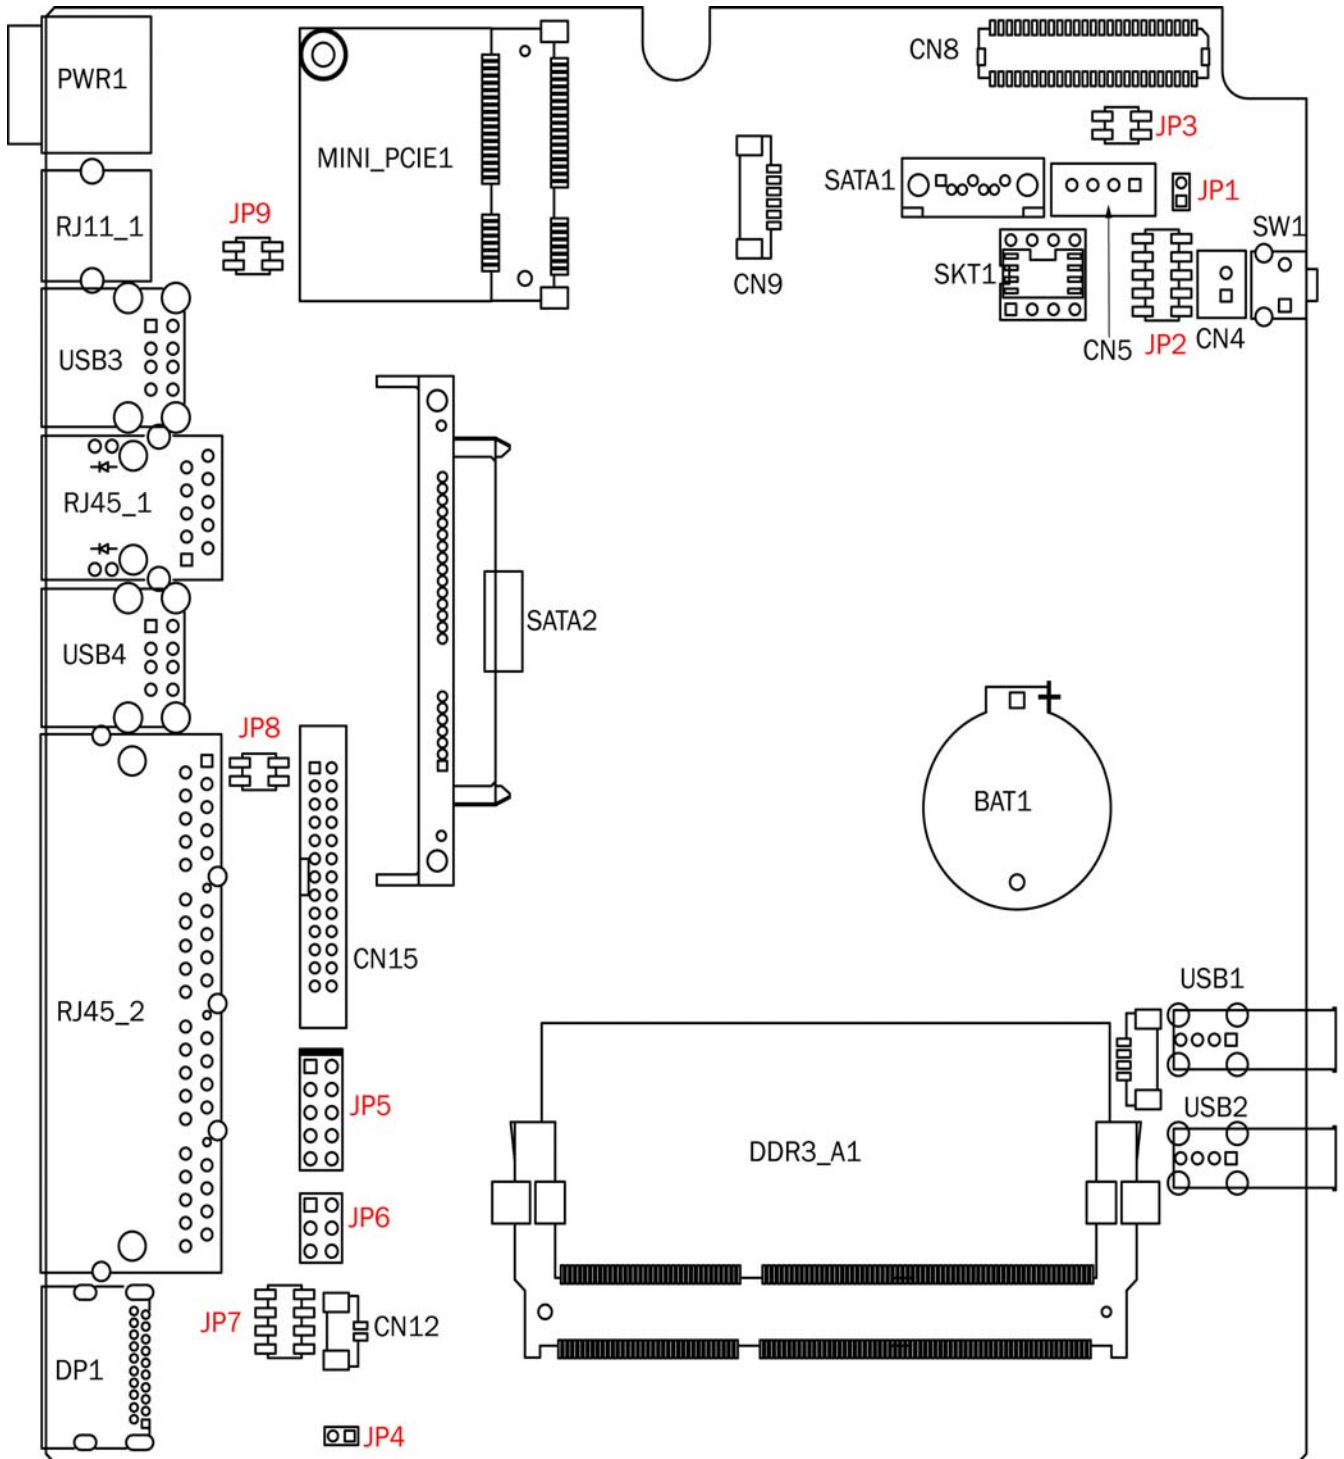 CN8
PWR1
JP3
MINI_PCIE1
SATA1
JP1
JP9
RJ11_1
SW1
SKT1
CN9
CN5
JP2
CN4
USB3
RJ45_1
SATA2
USB4
JP8
BAT1
CN15
USB1
RJ45_2
JP5
USB2
DDR3_A1
JP6
JP7
CN12
DP1
JP4